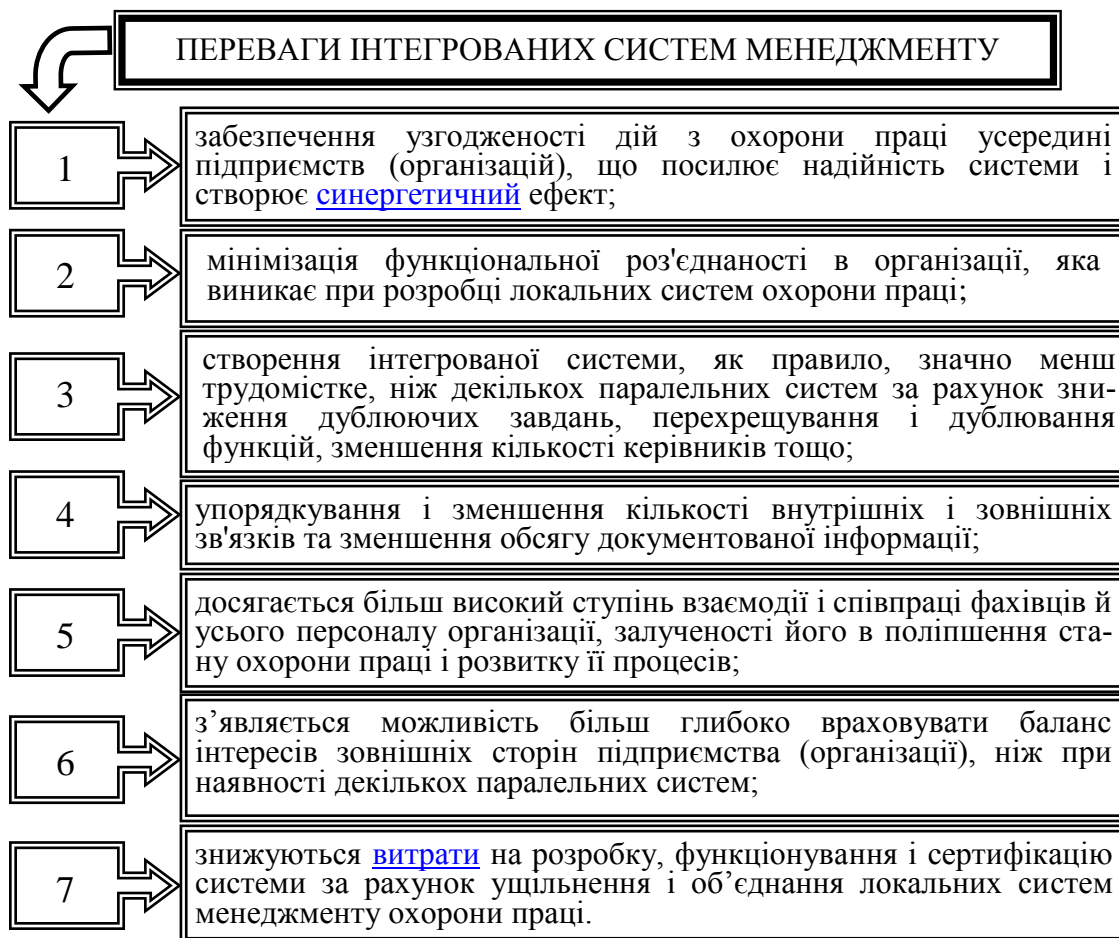 ПЕРЕВАГИ ІНТЕГРОВАНИХ СИСТЕМ МЕНЕДЖМЕНТУ
1
забезпечення узгодженості дій з охорони праці усередині
підприємств (організацій), що посилює надійність системи і
створює синергетичний ефект;
2
мінімізація функціональної роз'єднаності в організації, яка
виникає при розробці локальних систем охорони праці;
3
створення інтегрованої системи, як правило, значно менш
трудомістке, ніж декількох паралельних систем за рахунок зни-
ження дублюючих завдань, перехрещування і дублювання
функцій, зменшення кількості керівників тощо;
4
упорядкування і зменшення кількості внутрішніх і зовнішніх
зв'язків та зменшення обсягу документованої інформації;
5
досягається більш високий ступінь взаємодії і співпраці фахівців й
усього персоналу організації, залученості його в поліпшення ста-
ну охорони праці і розвитку її процесів;
6
з’являється можливість більш глибоко враховувати баланс
інтересів зовнішніх сторін підприємства (організації), ніж при
наявності декількох паралельних систем;
7
знижуються витрати на розробку, функціонування і сертифікацію
системи за рахунок ущільнення і об’єднання локальних систем
менеджменту охорони праці.